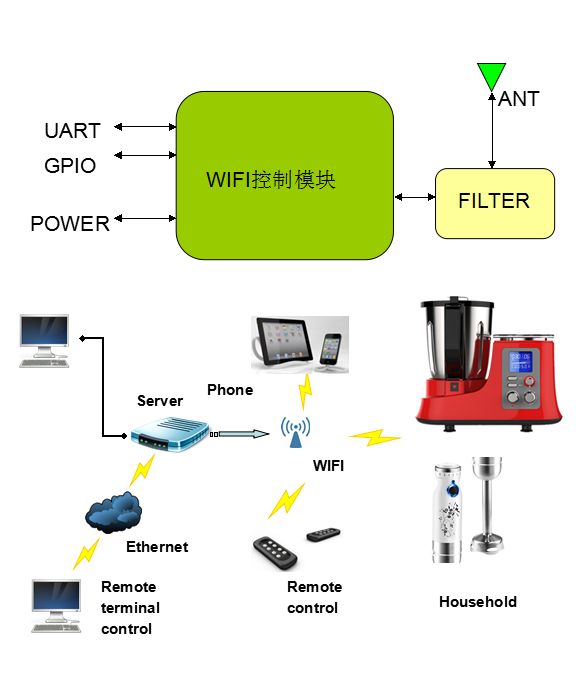 ANT
UART
GPIO
WIFI控制模块
FILTER
POWER
Phone
Server
WIFI
Ethernet
Remote
terminal
control
Remote
control
Household